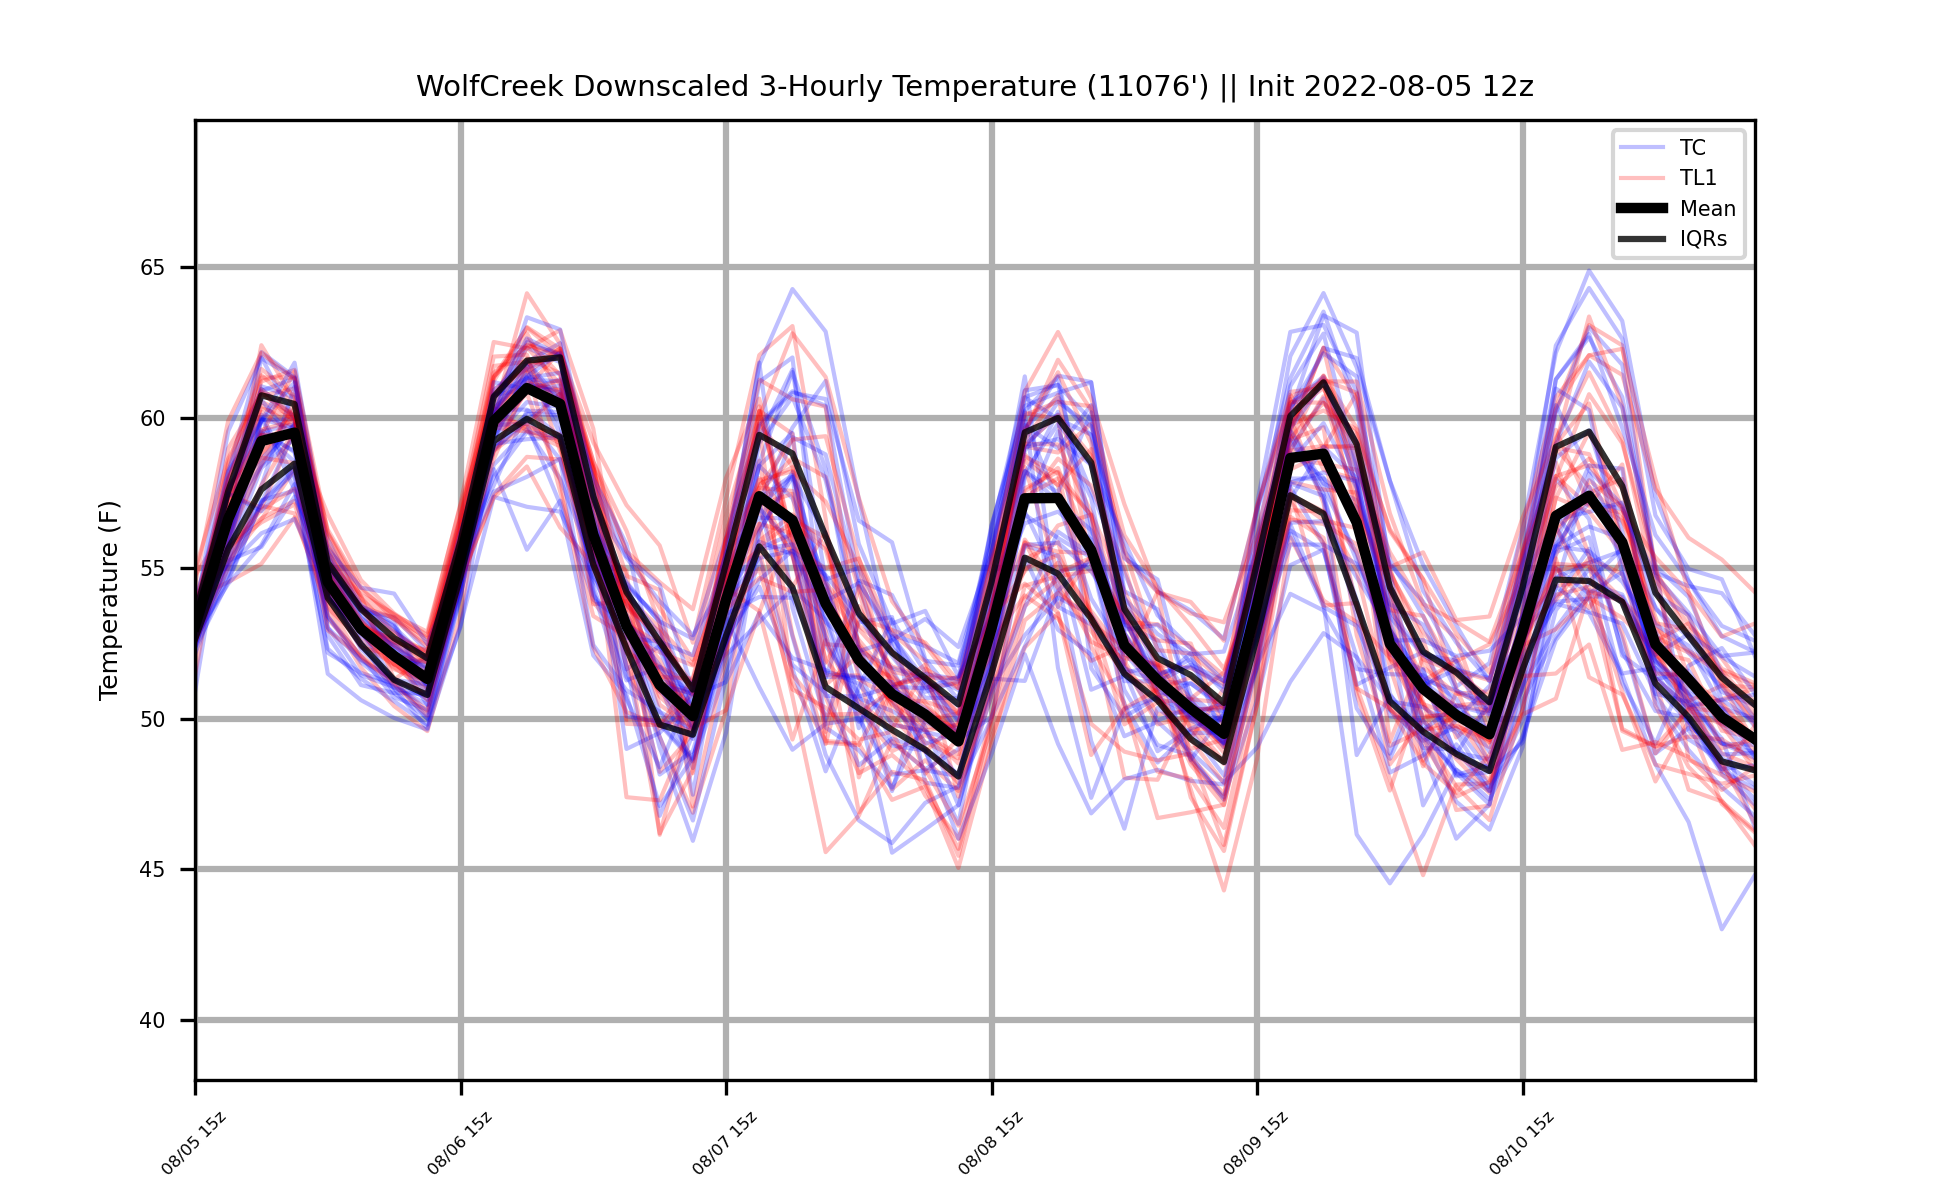 WolfCreek Downscaled 3-Hourly Temperature (11076') || Init 2022-08-05 12z
TC
TL1
Mean
IQRs
Temperature (F)
65
60
55
50
45
40
08/05 15z
08/06 15z
08/07 15z
08/08 15z
08/09 15z
08/10 15z